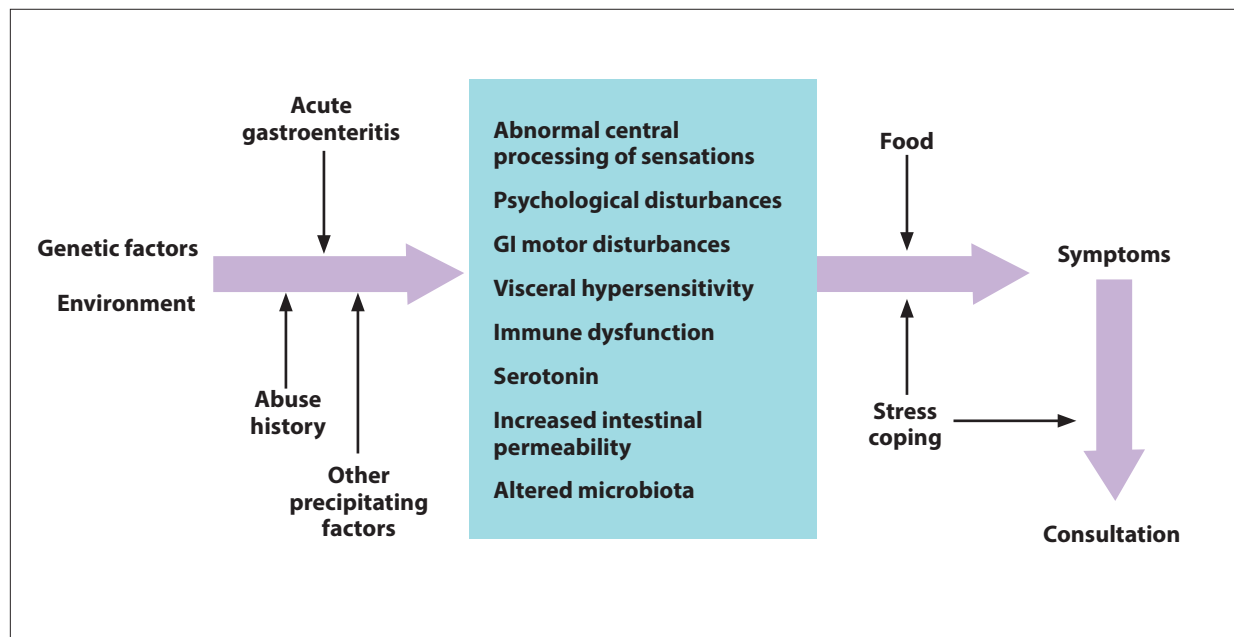 Acute
gastroenteritis
Genetic factors
Environment
Abuse
history
Other
precipitating
factors
Abnormal central
processing of sensations
Psychological disturbances
GI motor disturbances
Visceral hypersensitivity
Immune dysfunction
Serotonin
Increased intestinal
permeability
Altered microbiota
Food
Stress
coping
Symptoms
Consultation